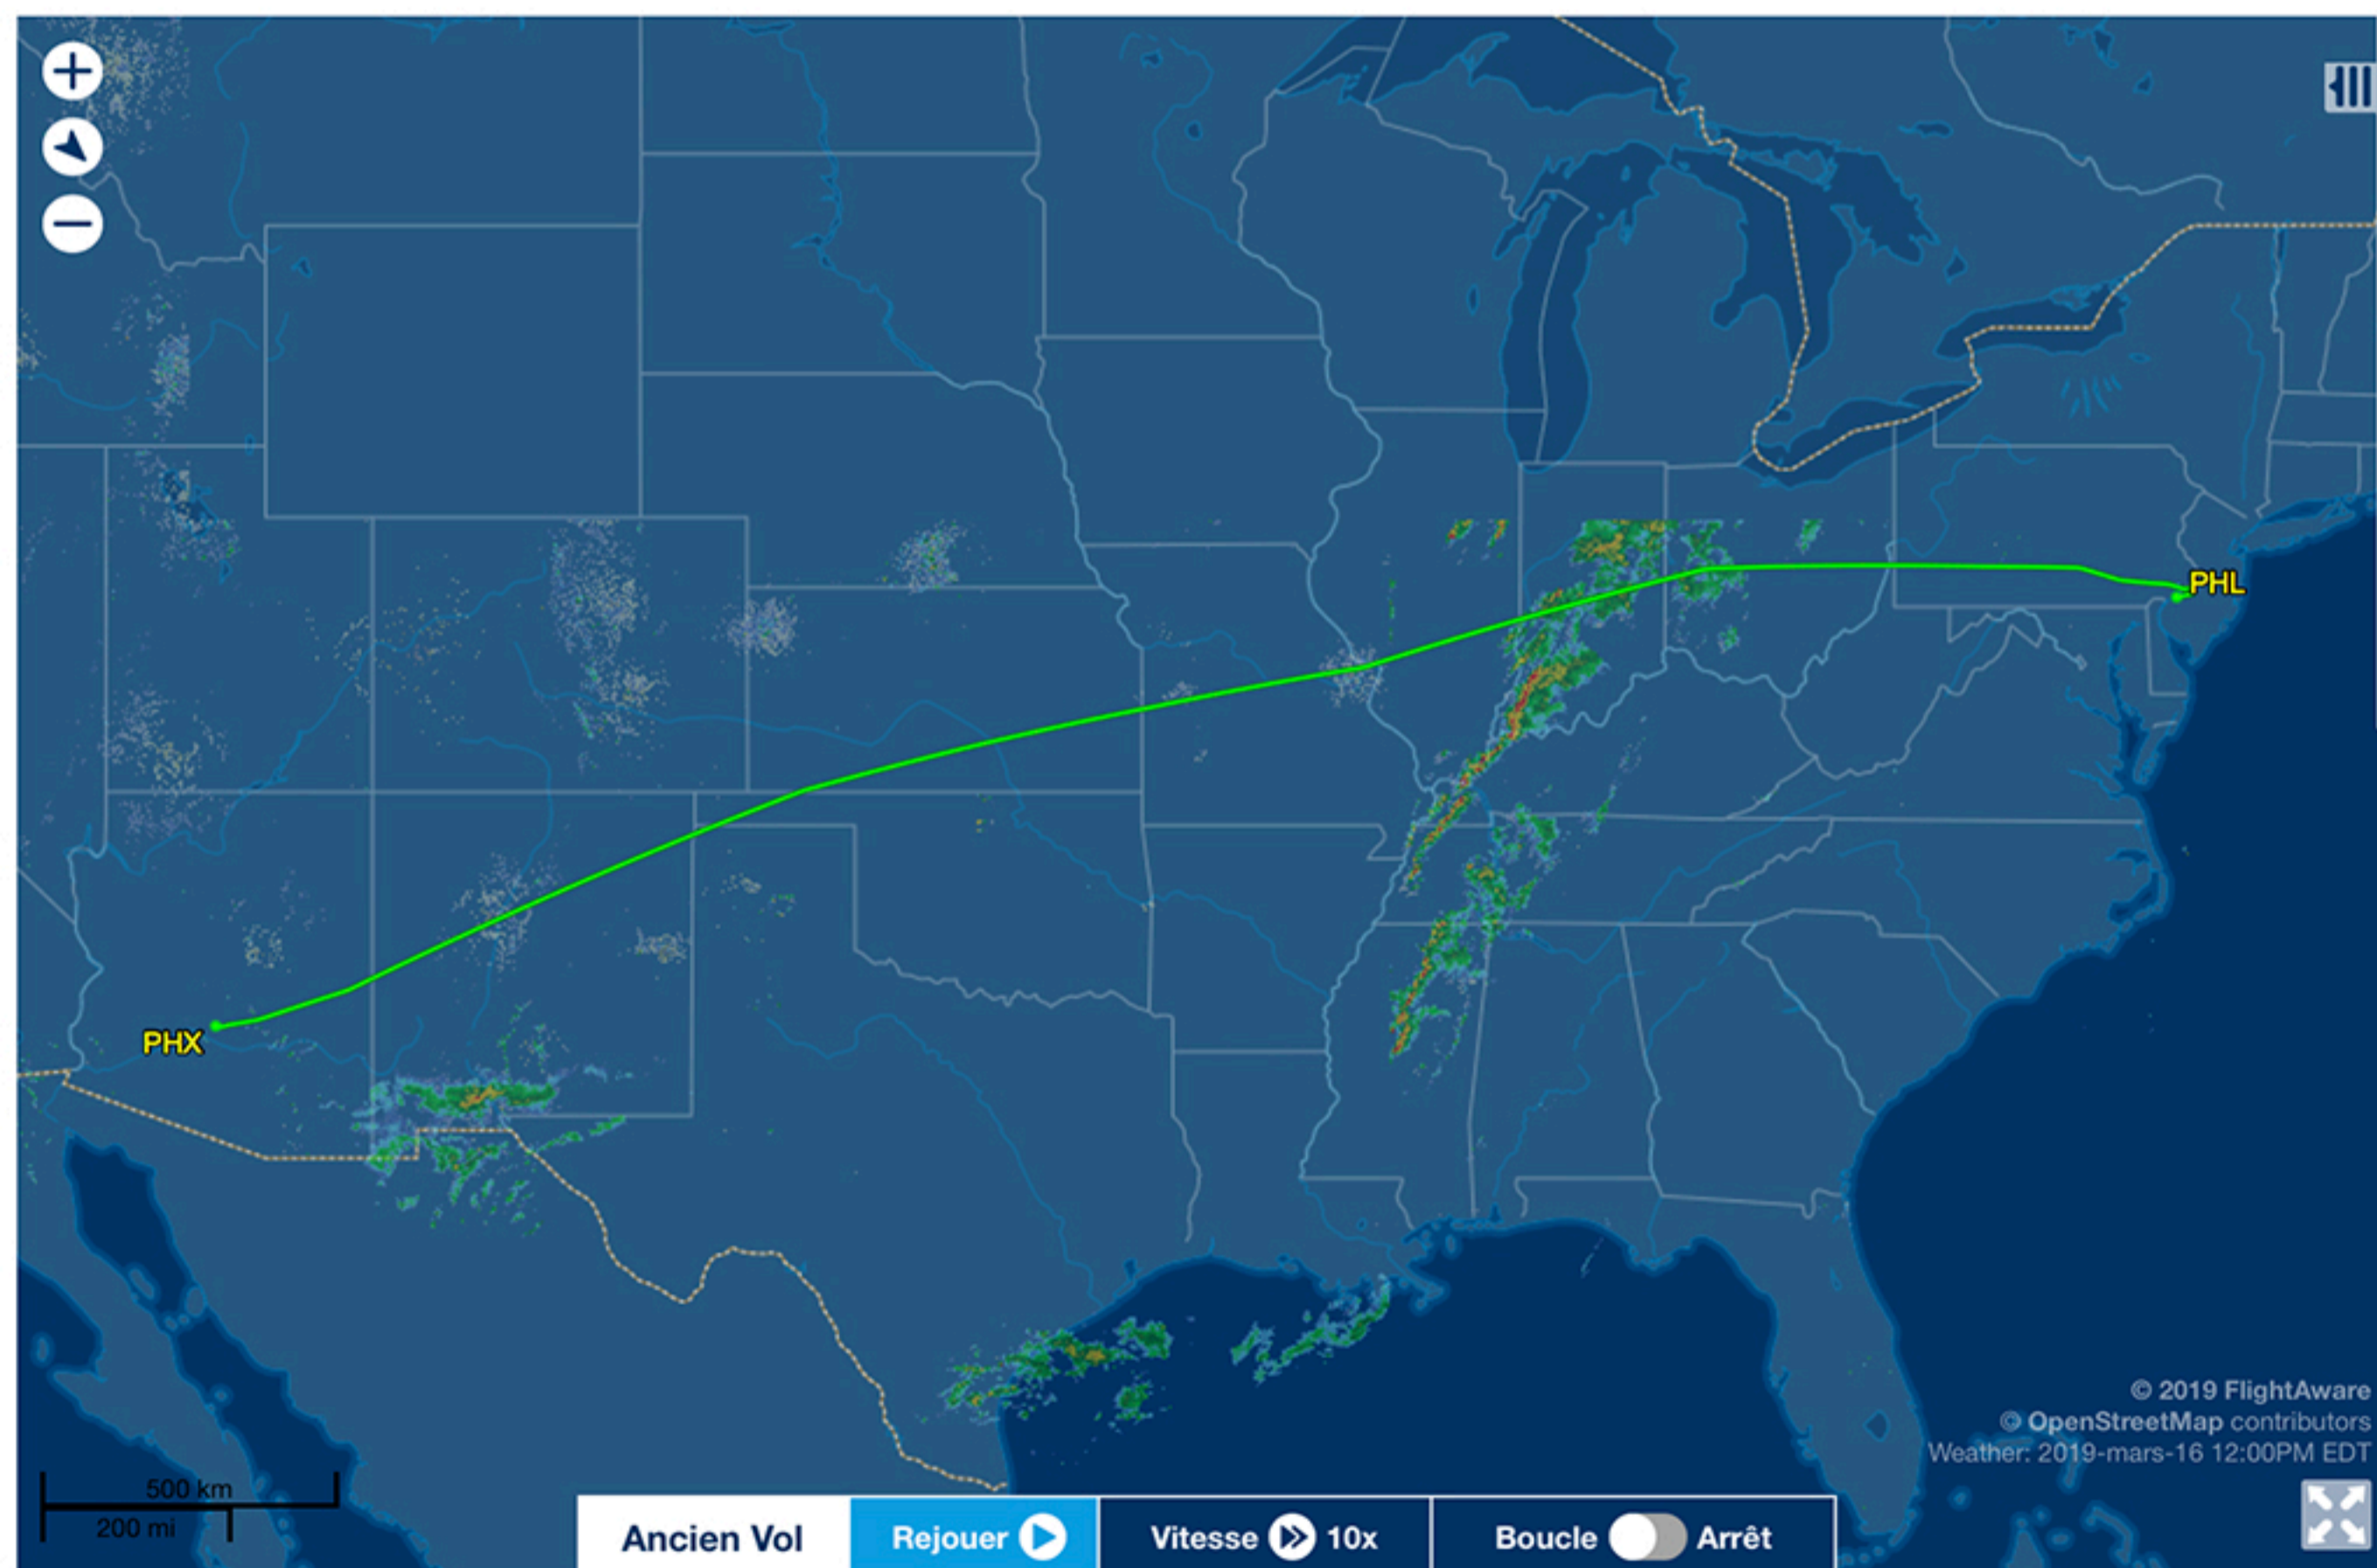 PHL
PHX
© 2019 FlightAware
© OpenStreetMap contributors
Weather: 2019-mars-16 12:00PM EDT
500 km
200 mi
Ancien Vol
Rejouer
Vitesse 10x
Boucle Arrêt